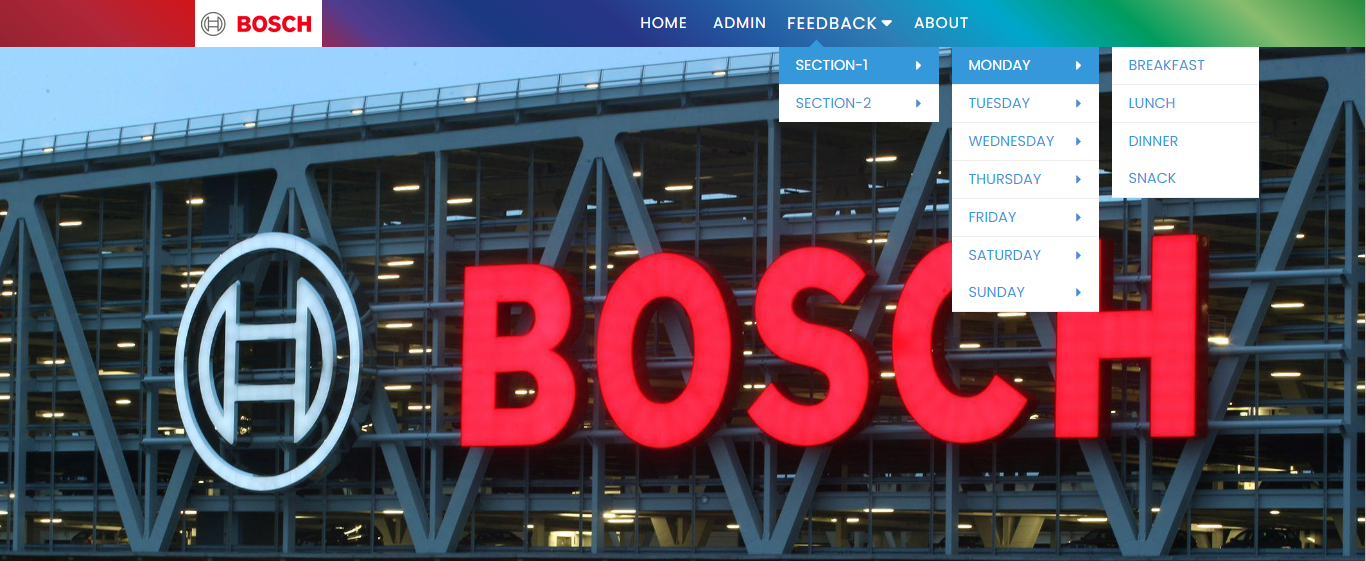 BOSCH
HOME
ADMIN
FEEDBACK
ABOUT
SECTION-1
SECTION-2
MONDAY
TUESDAY
WEDNESDAY
THURSDAY
FRIDAY
SATURDAY
SUNDAY
BREAKFAST
LUNCH
DINNER
SNACK
BOSCH